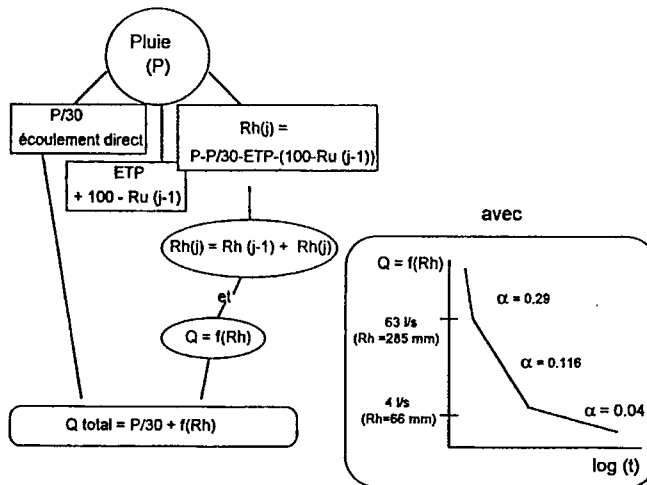 Pluie
(P)
P/30
écoulement direct
ETP
+ 100 - Ru (j-1)
Rh(j) =
P-P/30-ETP-(100-Ru (j-1))
Rh(j) = Rh (j-1) + Rh(j)
et
Q = f(Rh)
Q total = P/30 + f(Rh)
avec
Q = f(Rh)
α = 0.29
63 l/s
(Rh =285 mm)
α = 0.116
4 l/s
(Rh=66 mm)
α = 0.04
log (t)